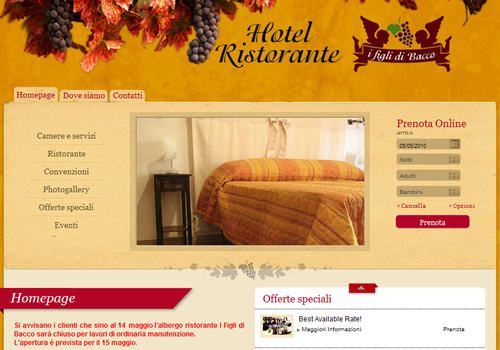 Hotel
Ristorante
i figli di Bacco
Homepage
Dove siamo
Contatti
Camere e servizi
Ristorante
Convenzioni
Photogallery
Offerte speciali
Eventi
Prenota Online
ARRIVO
05/05/2010
Notti
Adulti
Bambini
» Cancella
» Opzioni
Prenota
Homepage
Si avvisano i clienti che sino al 14 maggio l'albergo ristorante I Figli di
Bacco sarà chiuso per lavori di ordinaria manutenzione.
L'apertura è prevista per il 15 maggio.
Offerte speciali
Best Available Rate!
» Maggiori Informazioni
Prenota